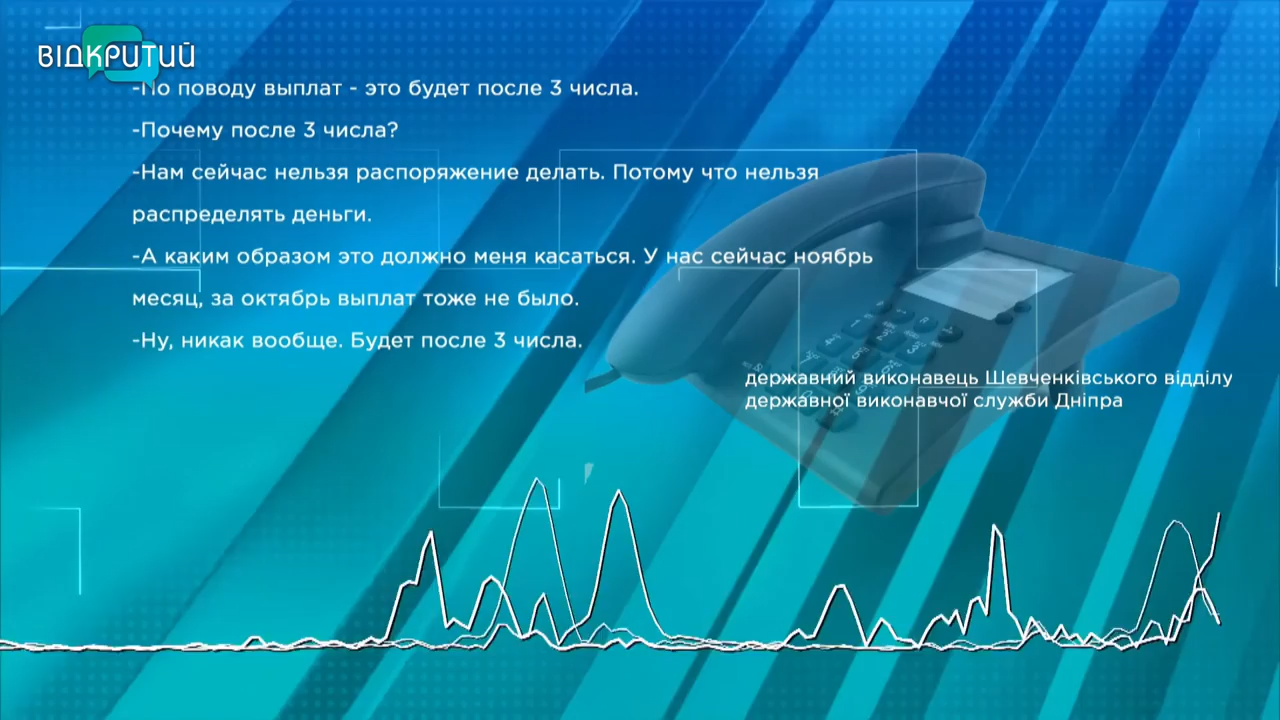 ВІДКРИТИЙ
-По поводу выплат - это будет после 3 числа.
-Почему после 3 числа?
-Нам сейчас нельзя распоряжение делать. Потому что нельзя
распределять деньги.
-А каким образом это должно меня касаться. У нас сейчас ноябрь
месяц, за октябрь выплат тоже не было.
-Ну, никак вообще. Будет после 3 числа.
державний виконавець Шевченківського відділу
державної виконавчої служби Дніпра